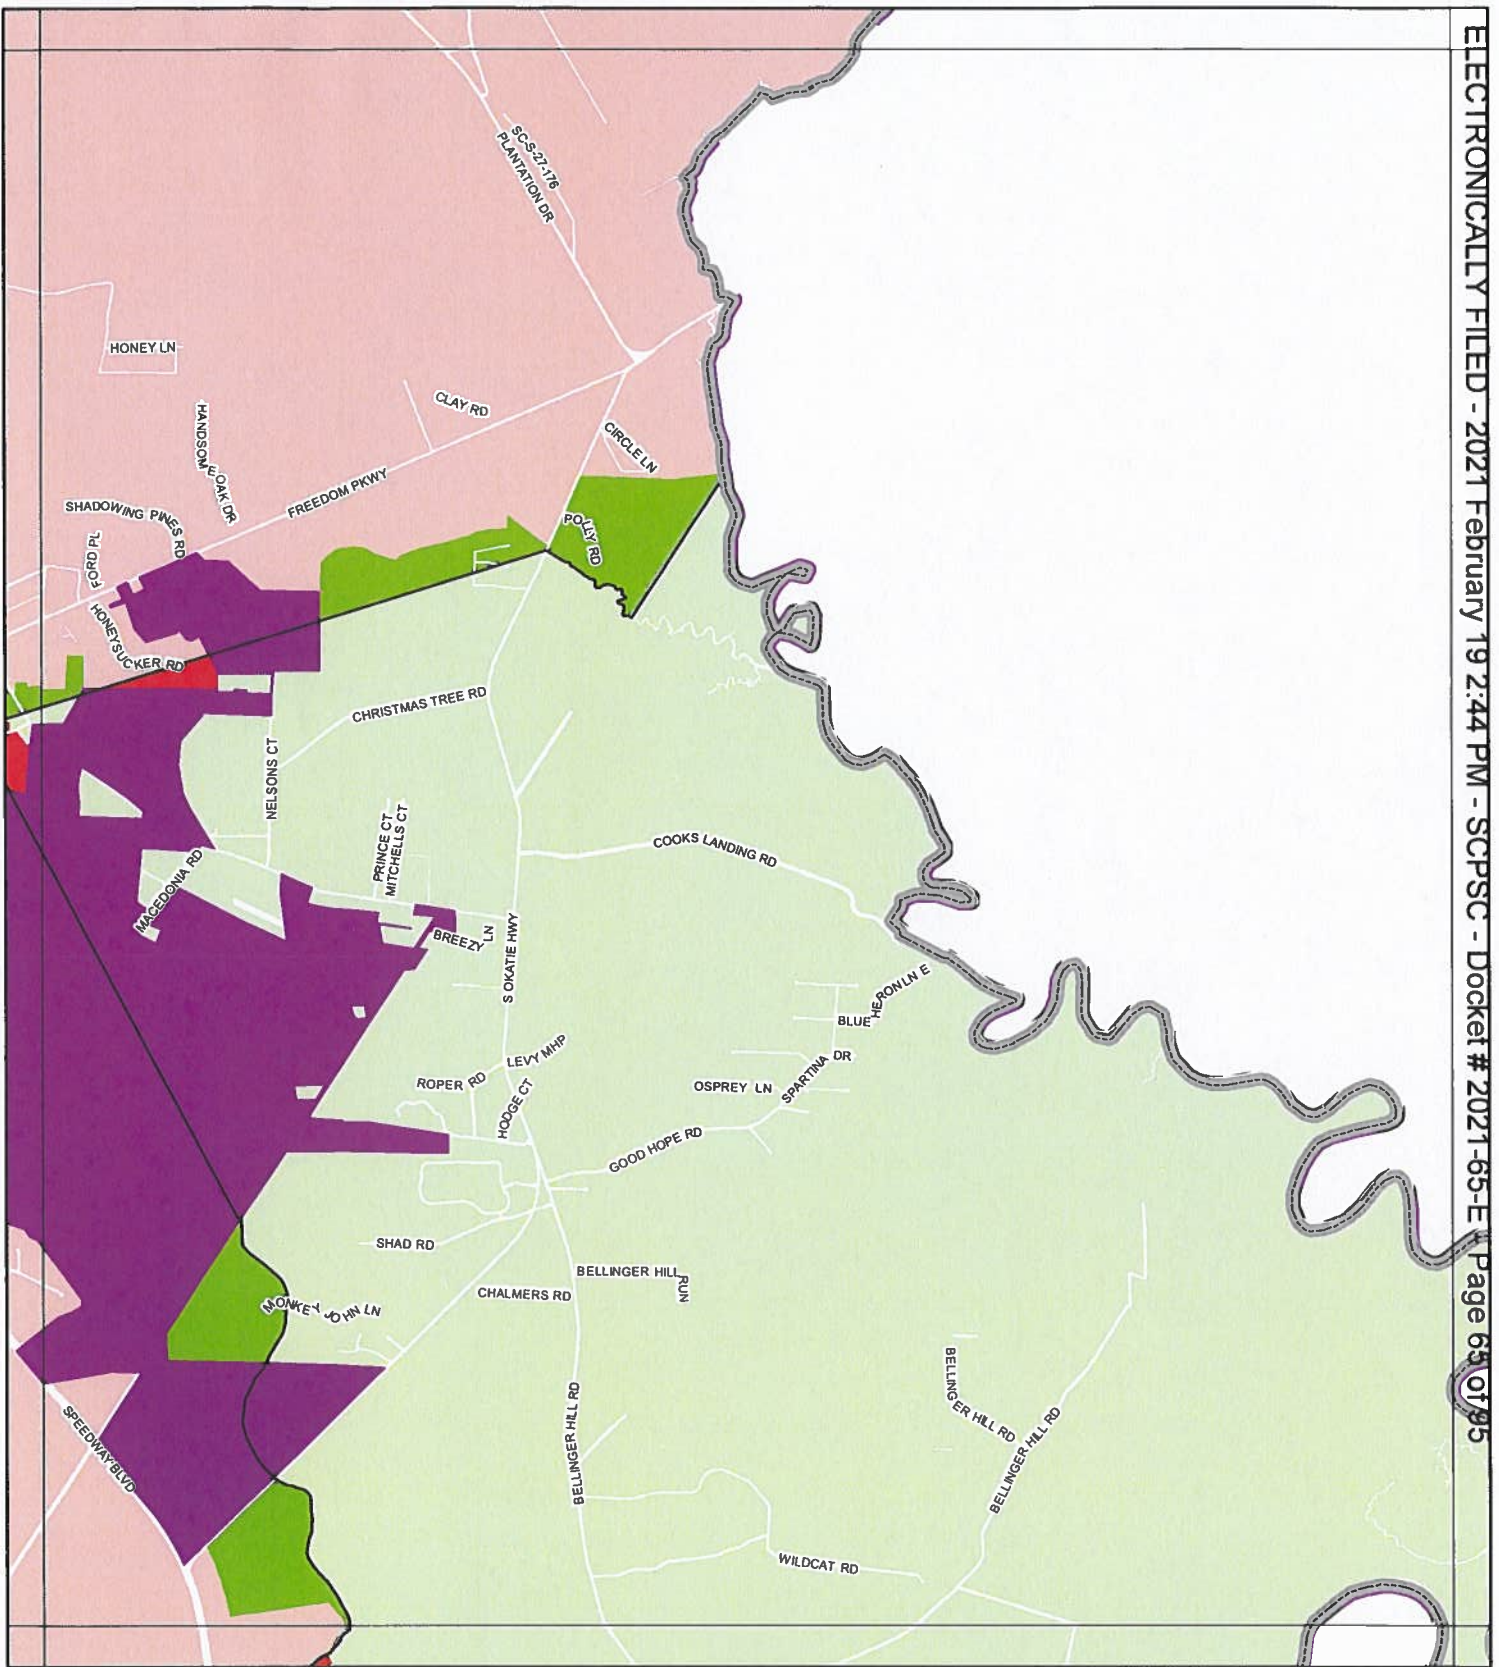 ELECTRONICALLY FILED - 2021 February 19 2:44 PM - SCPSC - Docket # 2021-65-E - Page 65 of 95
SC-S-27-176
PLANTATION DR
HONEY LN
CLAY RD
HANDSOME OAK DR
CIRCLE LN
FREEDOM PKWY
SHADOWING PINES RD
POLLY RD
FORD PL
HONEYSUCKER RD
CHRISTMAS TREE RD
NELSONS CT
PRINCE CT
MITCHELLS CT
COOKS LANDING RD
MACEDONIA RD
BREEZY LN
S OKATIE HWY
BLUE HERON LN E
LEVY MHP
ROPER RD
HODGE CT
OSPREY LN
SPARTINA DR
GOOD HOPE RD
SHAD RD
BELLINGER HILL RUN
CHALMERS RD
MONKEY JOHN LN
BELLINGER HILL RD
BELLINGER HILL RD
BELLINGER HILL RD
SPEEDWAY BLVD
WILDCAT RD